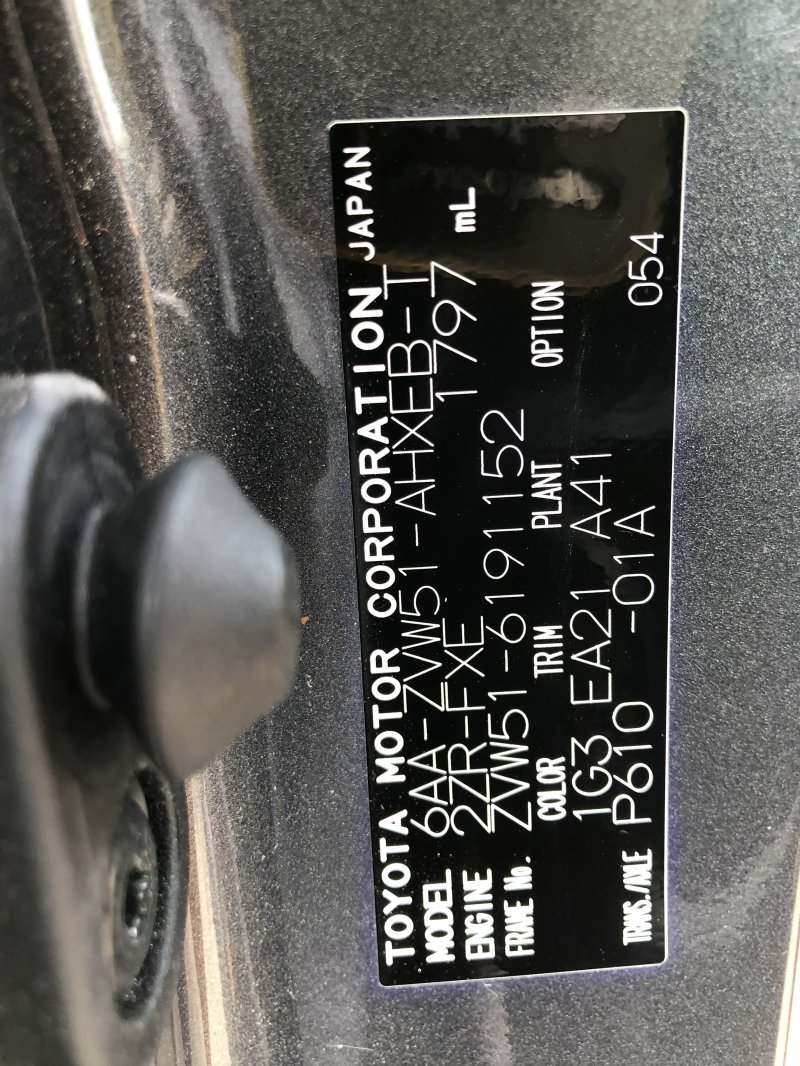 TOYOTA MOTOR CORPORATION JAPAN
MODEL 6AA-ZVW51-AHXEB-T
ENGINE 2ZR-FXE 1797 mL
FRAME No. ZVW51-6191152
COLOR TRIM PLANT OPTION
1G3 EA21 A41
TRANS./AXLE P610 -01A 054